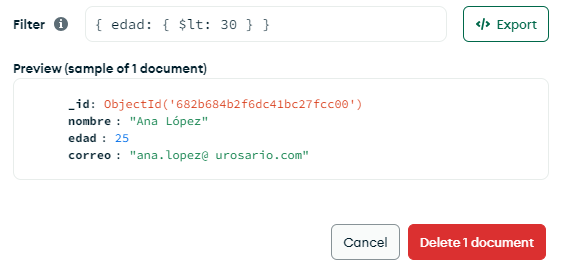 Filter { edad: { $lt: 30 } } </> Export
Preview (sample of 1 document)
_id: ObjectId('682b684b2f6dc41bc27fcc00')
nombre : "Ana López"
edad : 25
correo : "ana.lopez@ urosario.com"
Cancel Delete 1 document